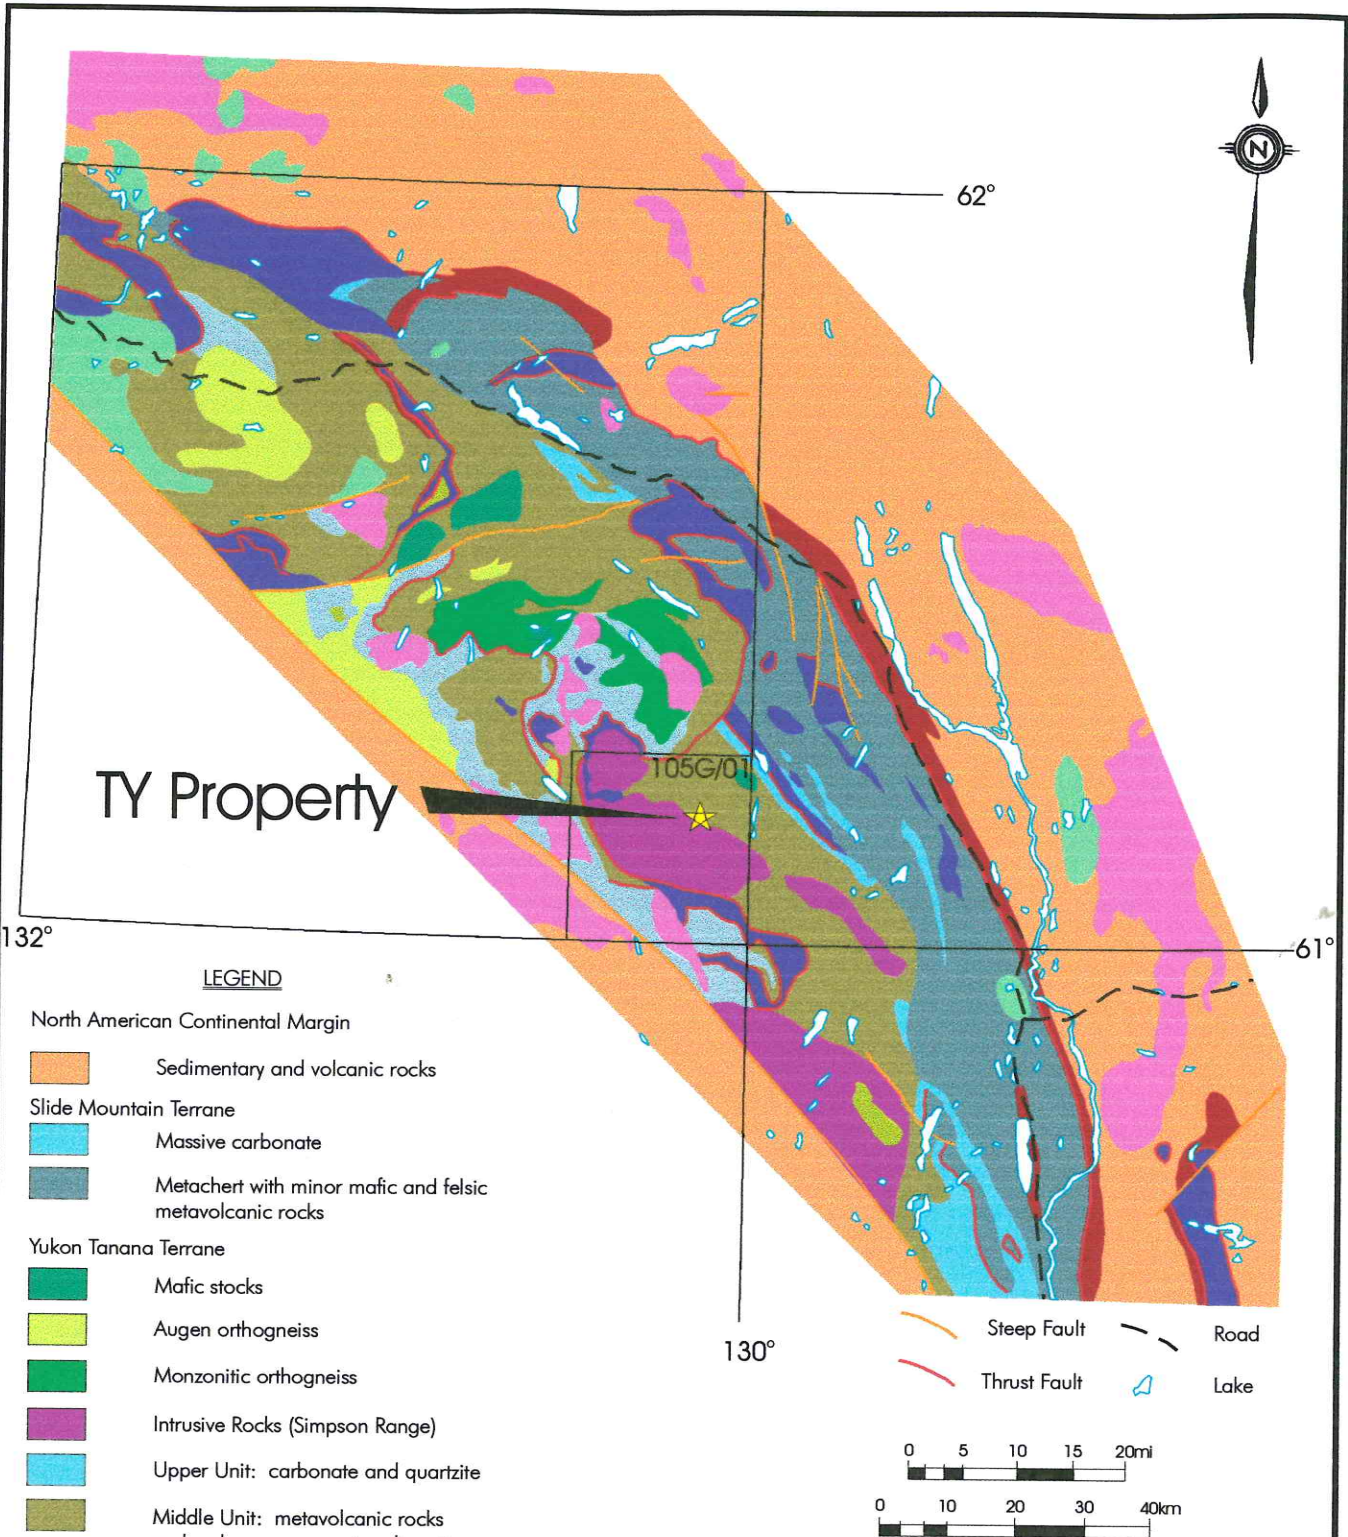 N
62°
105G/01
TY Property
132°
61°
LEGEND
North American Continental Margin
Sedimentary and volcanic rocks
Slide Mountain Terrane
Massive carbonate
Metachert with minor mafic and felsic
metavolcanic rocks
Yukon Tanana Terrane
Mafic stocks
Augen orthogneiss
Monzonitic orthogneiss
Intrusive Rocks (Simpson Range)
Upper Unit: carbonate and quartzite
Middle Unit: metavolcanic rocks
130°
Steep Fault
Road
Thrust Fault
Lake
0 5 10 15 20mi
0 10 20 30 40km